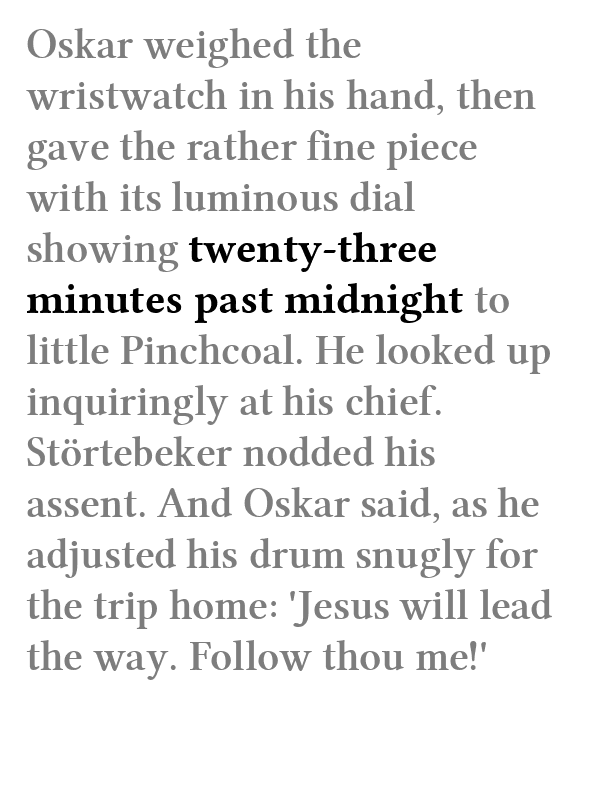 Oskar weighed the
wristwatch in his hand, then
gave the rather fine piece
with its luminous dial
showing twenty-three
minutes past midnight to
little Pinchcoal. He looked up
inquiringly at his chief.
Störtebeker nodded his
assent. And Oskar said, as he
adjusted his drum snugly for
the trip home: 'Jesus will lead
the way. Follow thou me!'